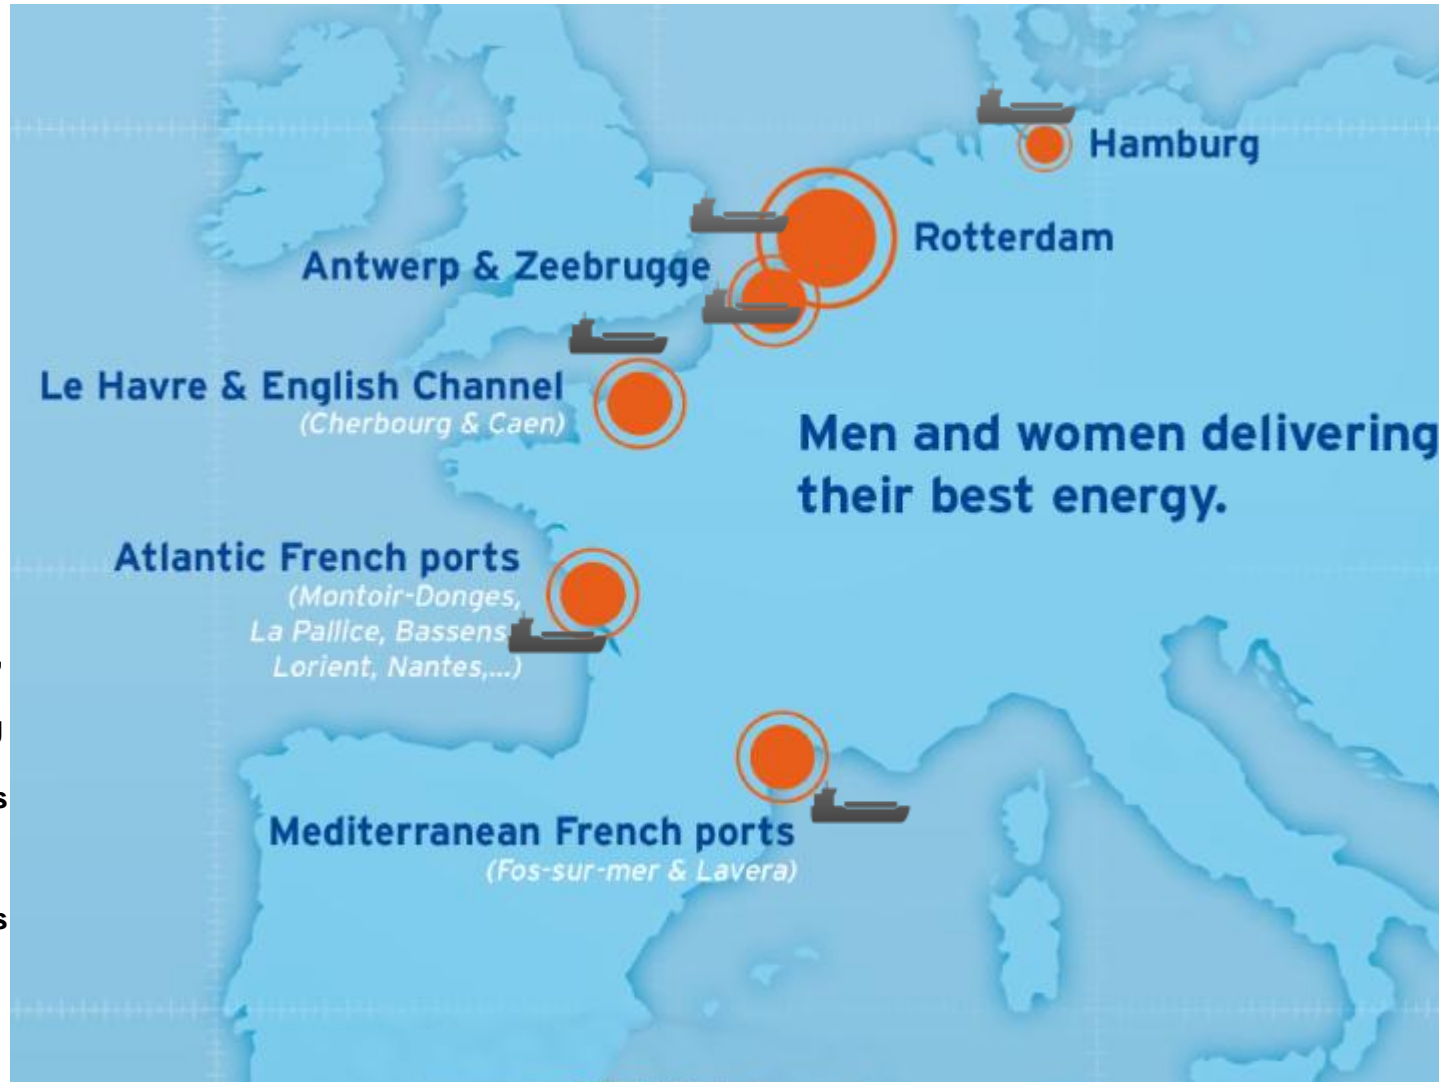 Hamburg
Rotterdam
Antwerp & Zeebrugge
Le Havre & English Channel
(Cherbourg & Caen)
Men and women delivering
their best energy.
Atlantic French ports
(Montoir-Donges,
La Pallice, Bassens
Lorient, Nantes,...)
Mediterranean French ports
(Fos-sur-mer & Lavera)